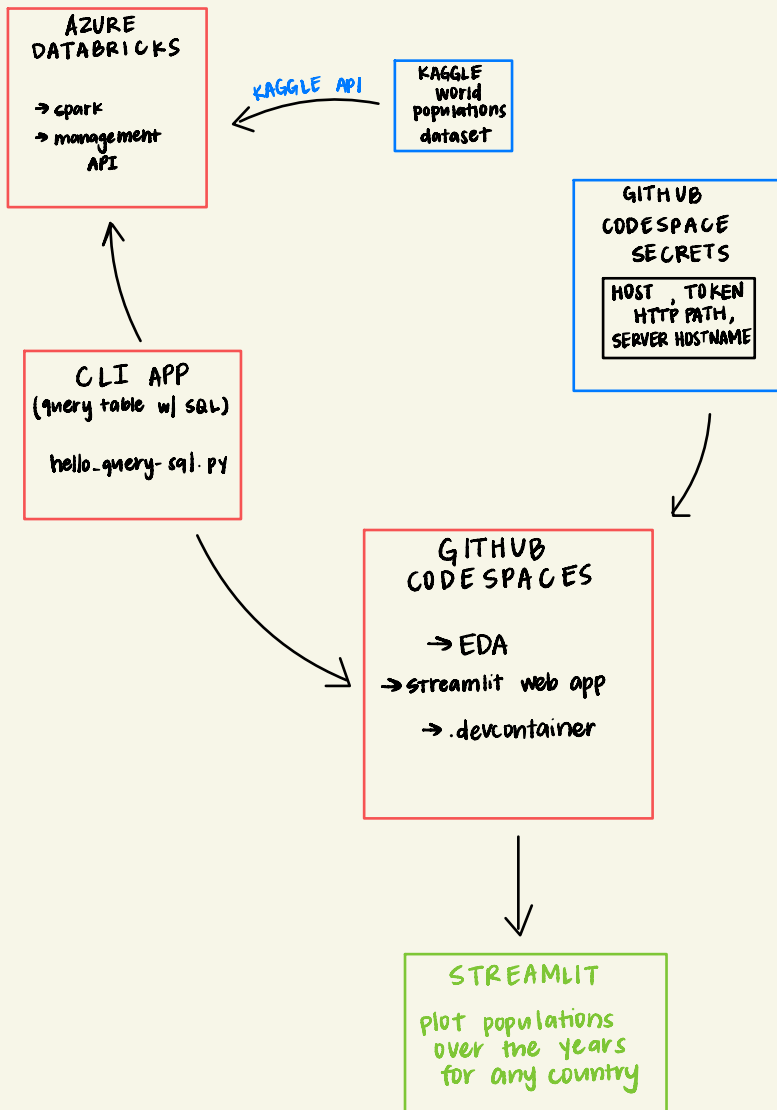 AZURE
DATABRICKS
→ spark
→ management
API
KAGGLE API
KAGGLE
world
populations
dataset
GITHUB
CODESPACE
SECRETS
HOST , TOKEN
HTTP PATH,
SERVER HOSTNAME
CLI APP
(query table w/ SQL)
hello_query-sql.py
GITHUB
CODESPACES
→ EDA
→ streamlit web app
→ .devcontainer
STREAMLIT
plot populations
over the years
for any country